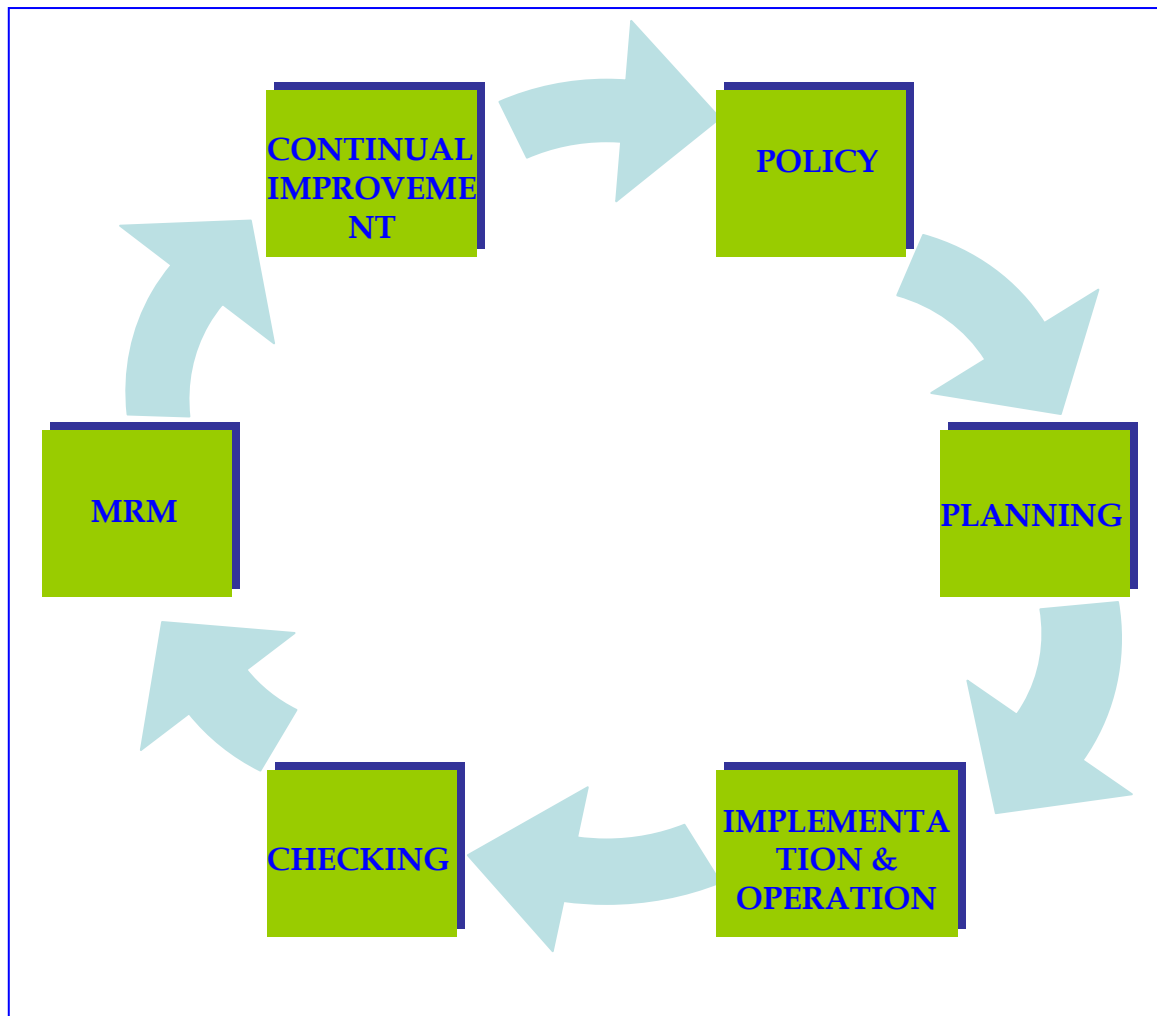 CONTINUAL
IMPROVEME
NT
POLICY
PLANNING
IMPLEMENTA
TION &
OPERATION
CHECKING
MRM